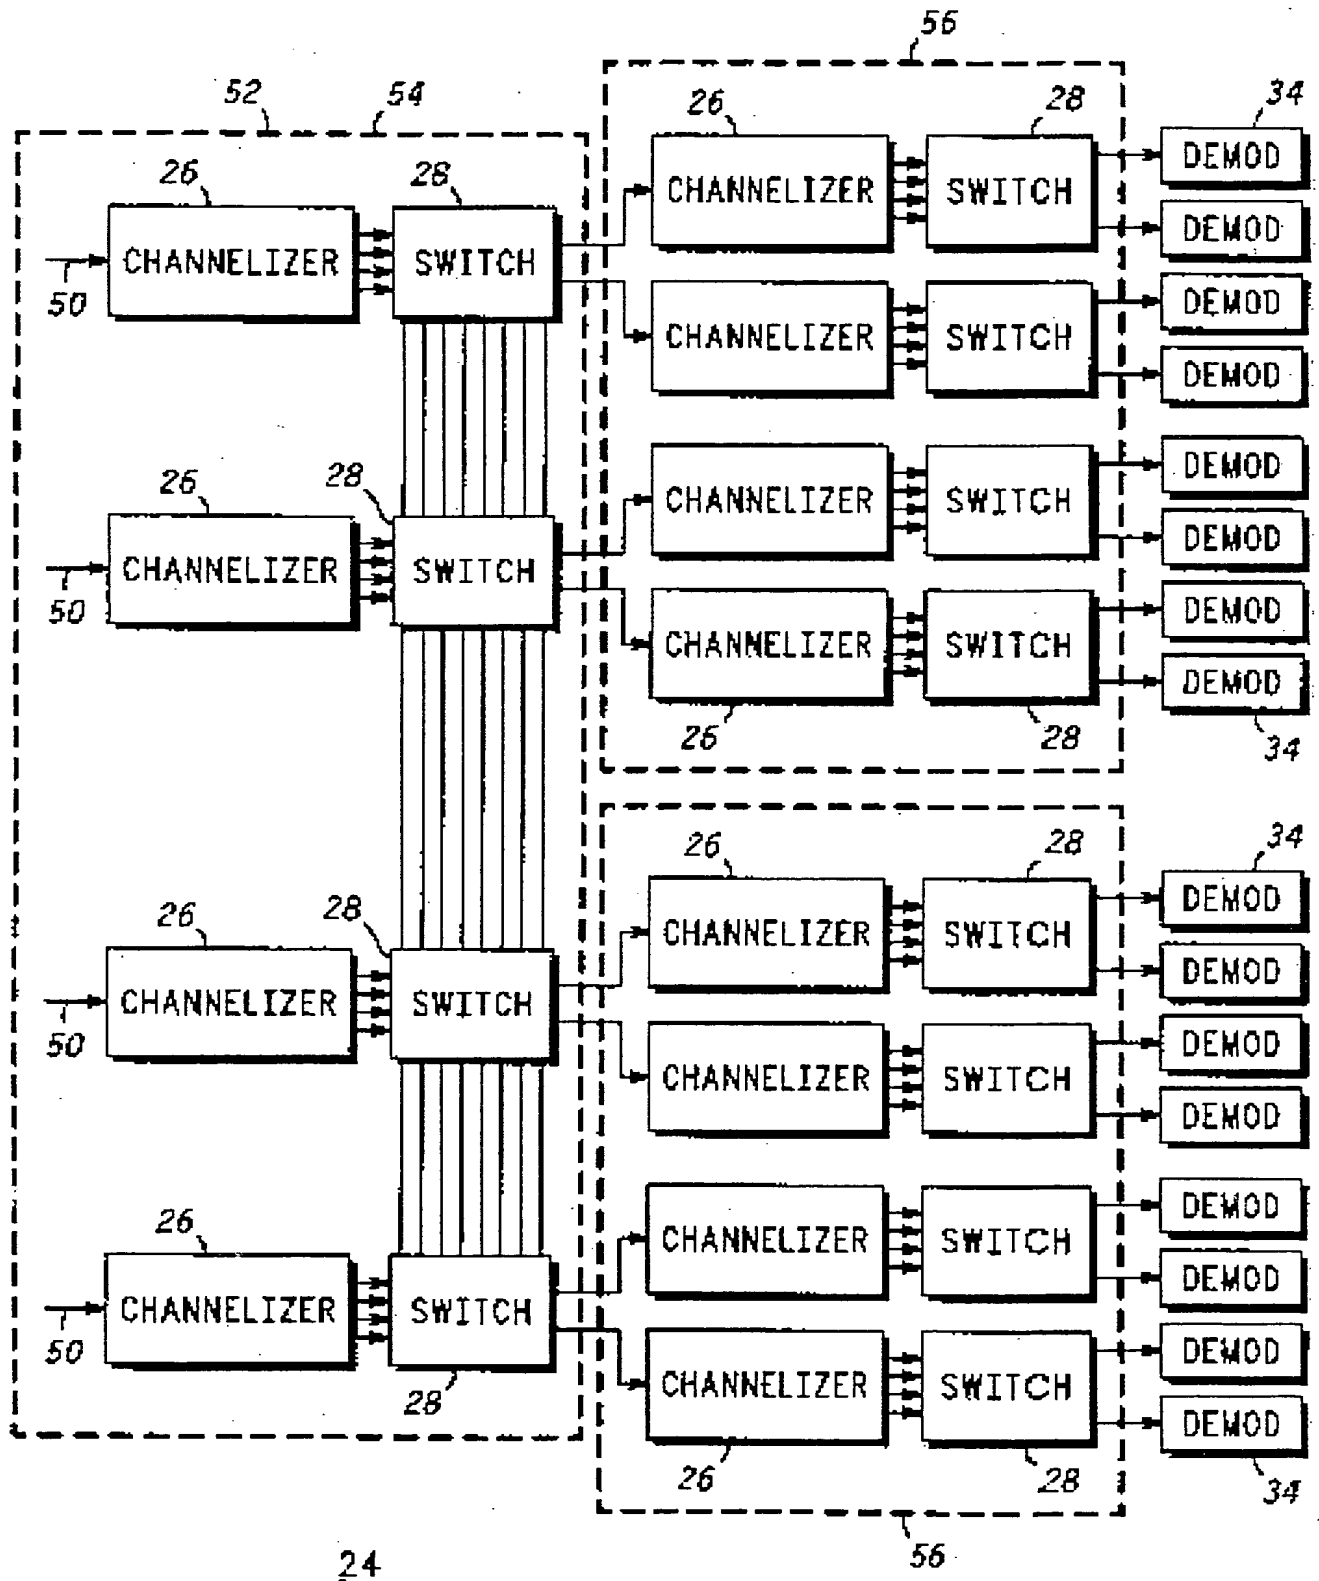 56
52 54
26 28 34
CHANNELIZER SWITCH DEMOD
26 28
CHANNELIZER SWITCH DEMOD
50
CHANNELIZER SWITCH DEMOD
DEMOD
26 28
CHANNELIZER SWITCH DEMOD
CHANNELIZER SWITCH DEMOD
50
CHANNELIZER SWITCH DEMOD
DEMOD
26 28 34
26 28 34
CHANNELIZER SWITCH DEMOD
26 28
CHANNELIZER SWITCH DEMOD
50
CHANNELIZER SWITCH DEMOD
DEMOD
26
CHANNELIZER SWITCH DEMOD
DEMOD
CHANNELIZER SWITCH
50
CHANNELIZER SWITCH DEMOD
28
DEMOD
26 28 34
56
24